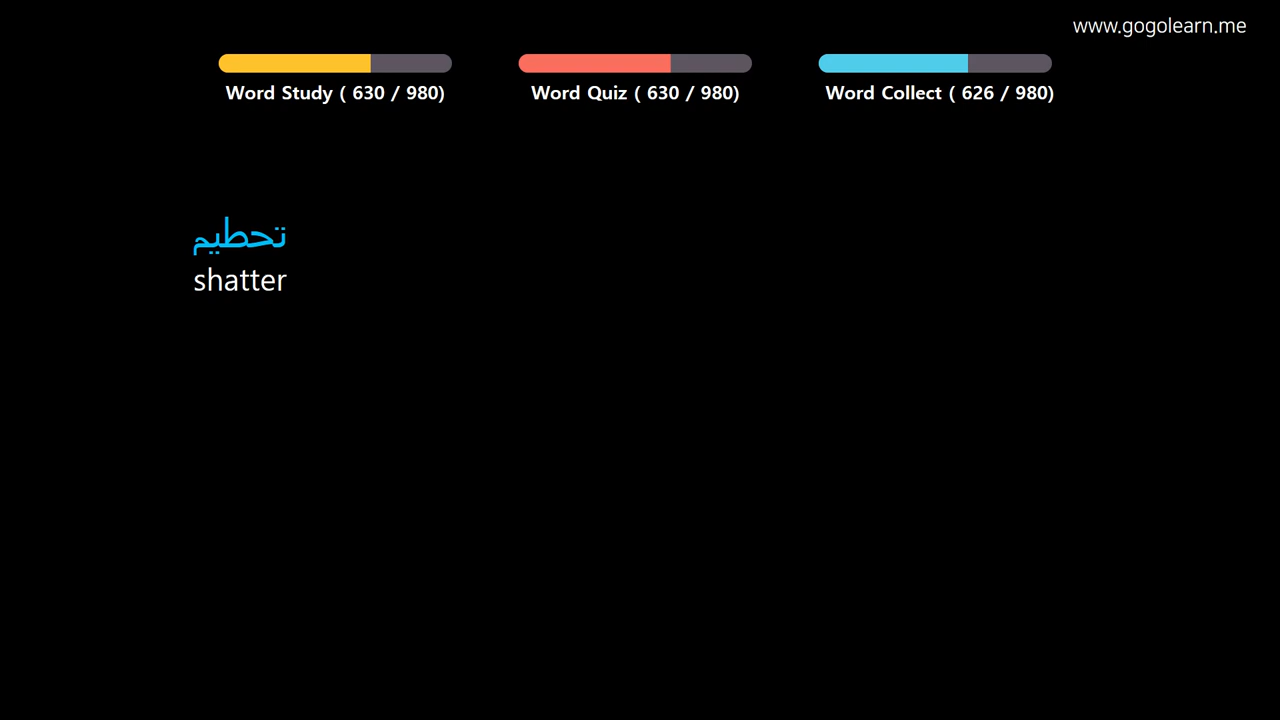 www.gogolearn.me
Word Study ( 630 / 980)
Word Quiz ( 630 / 980)
Word Collect ( 626 / 980)
تحطيم
shatter